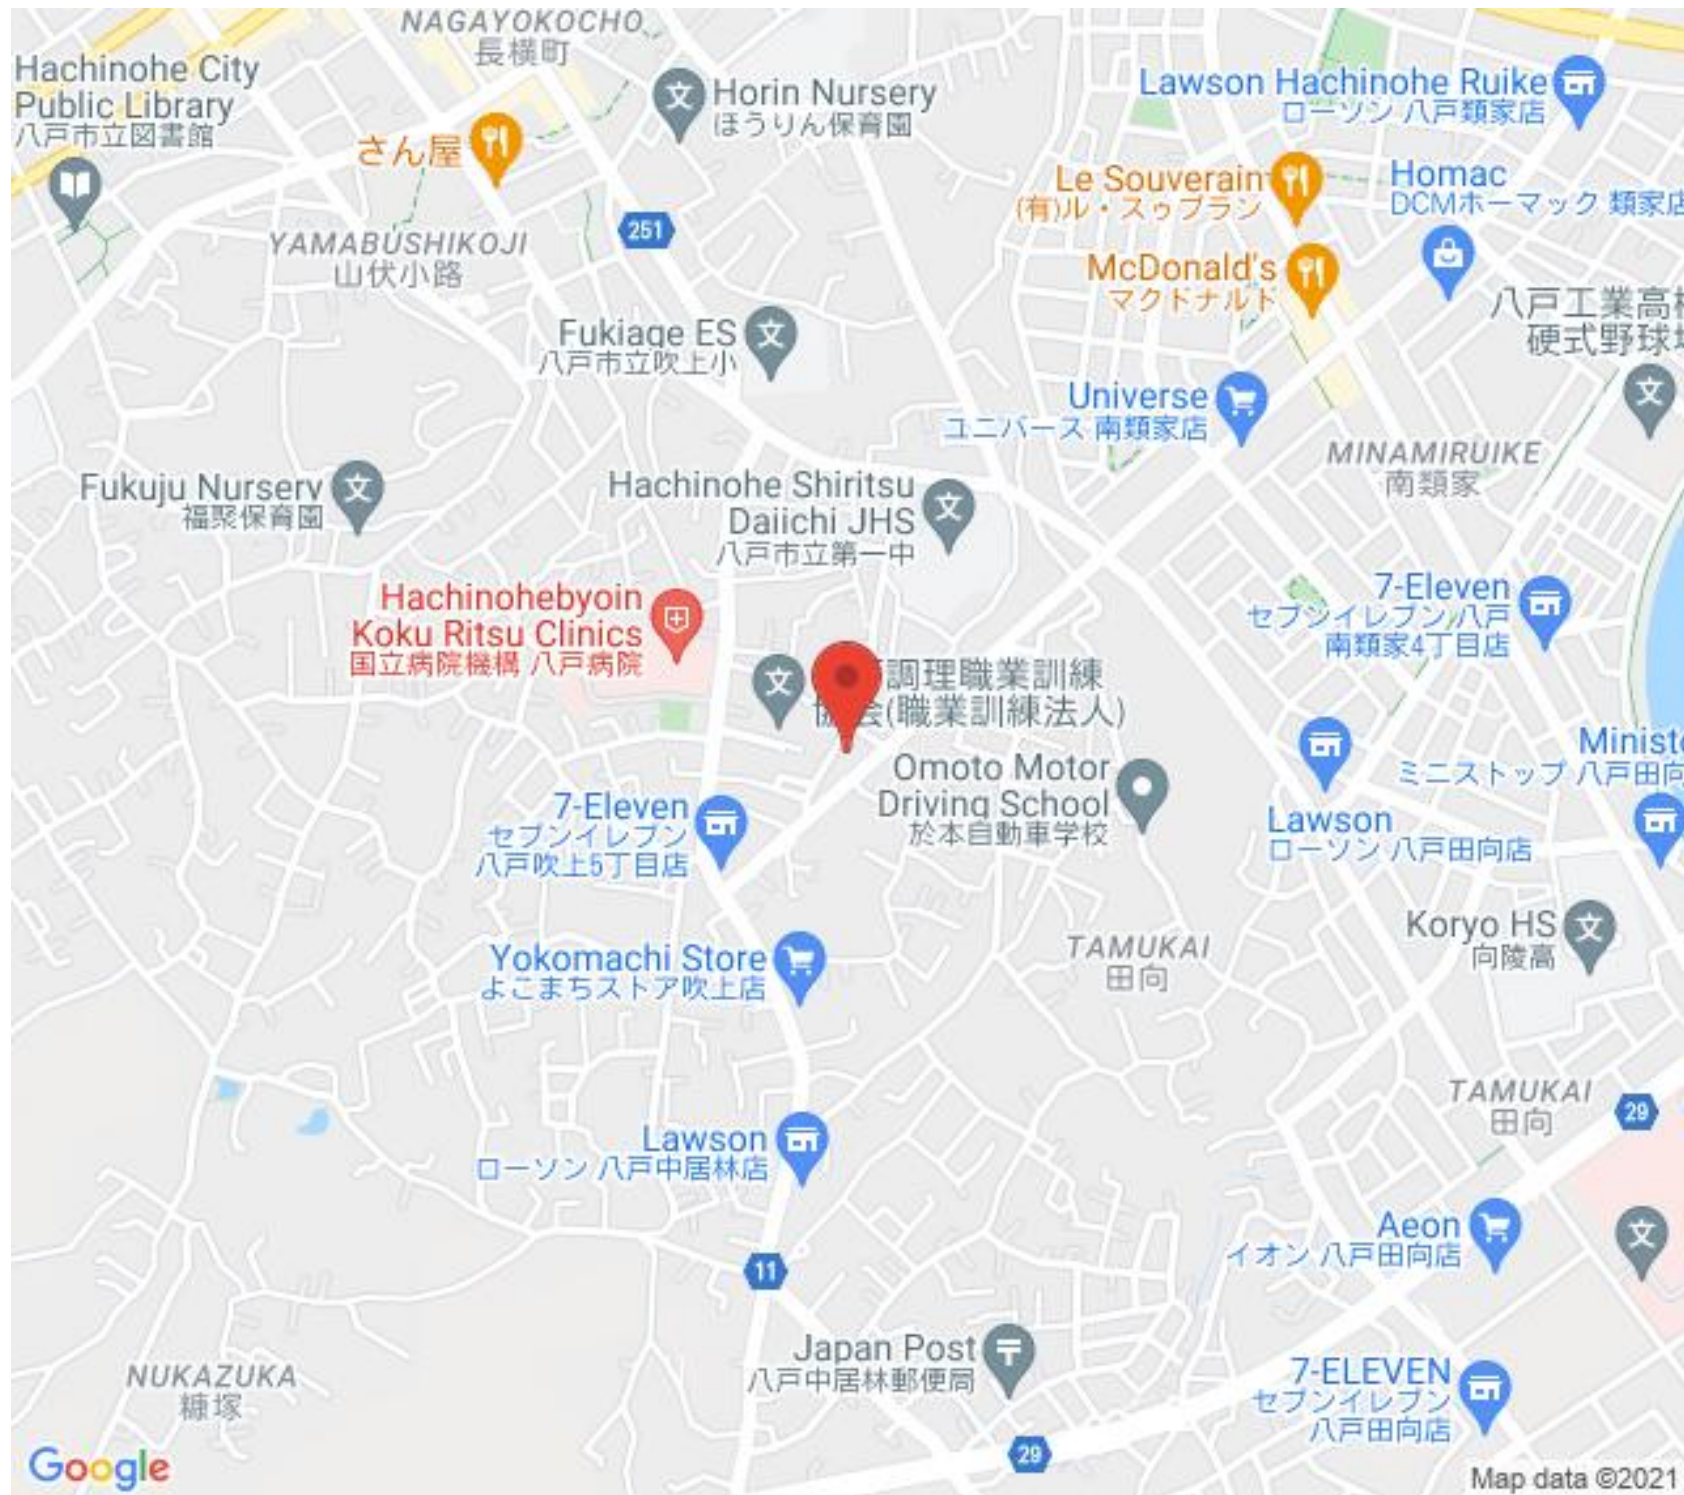 NAGAYOKOCHO
長横町
Hachinohe City
Public Library
八戸市立図書館
Horin Nursery
ほうりん保育園
Lawson Hachinohe Ruike
ローソン 八戸類家店
さん屋
Le Souverain
(有)ル・スゥブラン
Homac
DCMホーマック 類家店
251
YAMABUSHIKOJI
山伏小路
McDonald's
マクドナルド
八戸工業高校
硬式野球場
Fukiage ES
八戸市立吹上小
Universe
ユニバース 南類家店
MINAMIRUIKE
南類家
Fukuju Nursery
福聚保育園
Hachinohe Shiritsu
Daiichi JHS
八戸市立第一中
7-Eleven
セブンイレブン 八戸
南類家4丁目店
Hachinohebyoin
Koku Ritsu Clinics
国立病院機構 八戸病院
調理職業訓練
協会(職業訓練法人)
Omoto Motor
Driving School
於本自動車学校
Minist
ミニストップ 八戸田向
7-Eleven
セブンイレブン
八戸吹上5丁目店
Lawson
ローソン 八戸田向店
Koryo HS
向陵高
Yokomachi Store
よこまちストア吹上店
TAMUKAI
田向
TAMUKAI
田向
29
Lawson
ローソン 八戸中居林店
Aeon
イオン 八戸田向店
11
Japan Post
八戸中居林郵便局
7-ELEVEN
セブンイレブン
八戸田向店
NUKAZUKA
糠塚
29
Google
Map data ©2021